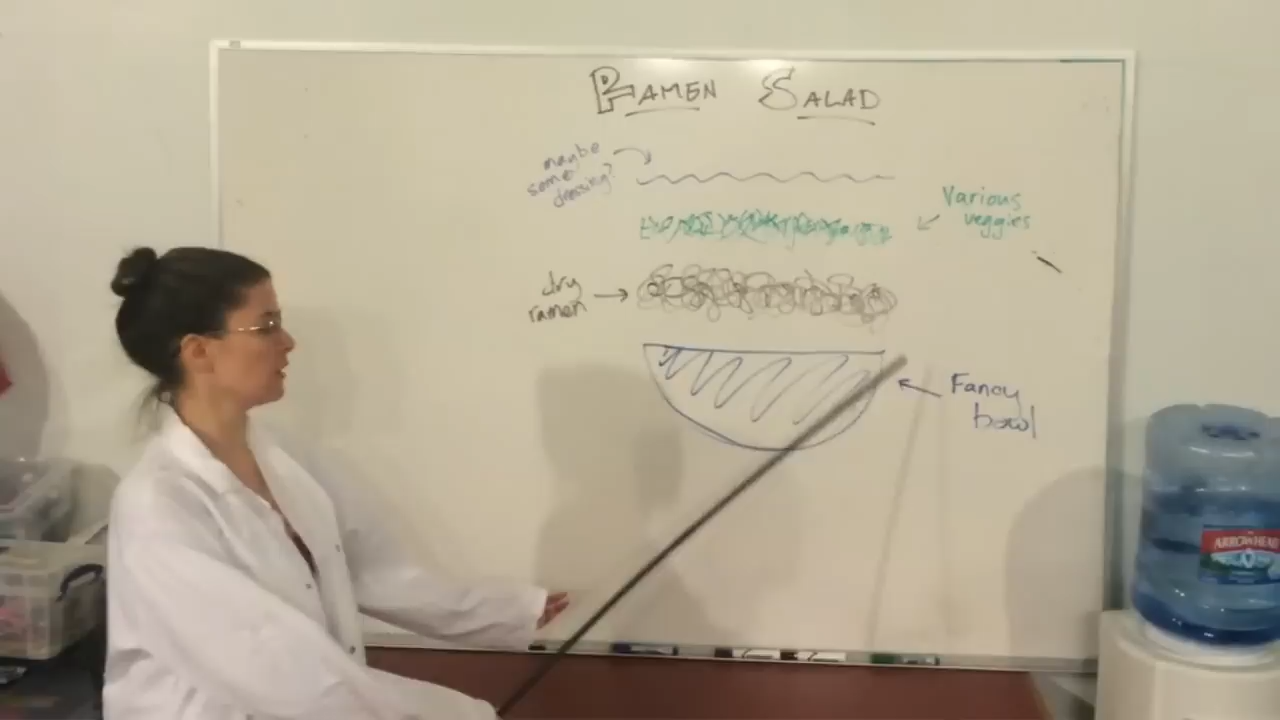 RAMEN SALAD
maybe
some
dressing?
Various
veggies
dry
ramen
Fancy
bowl
ARROWHEAD